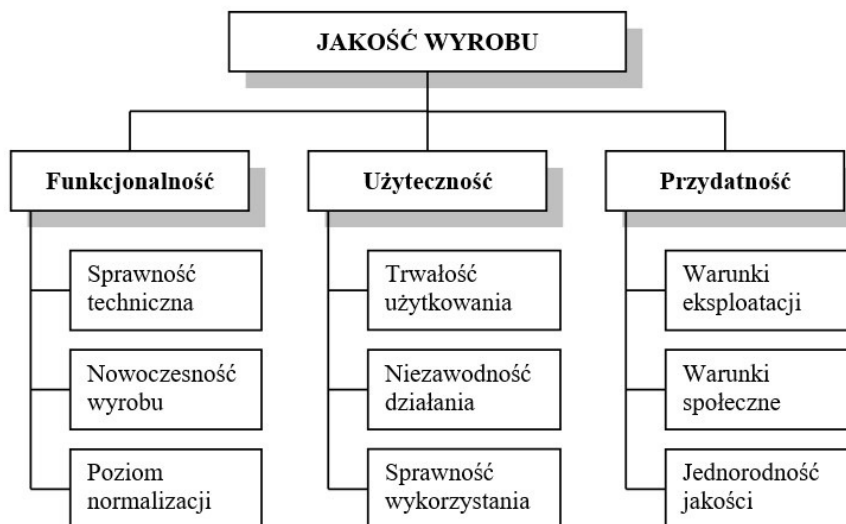 JAKOŚĆ WYROBU
Funkcjonalność
Sprawność
techniczna
Nowoczesność
wyrobu
Poziom
normalizacji
Użyteczność
Trwałość
użytkowania
Niezawodność
działania
Sprawność
wykorzystania
Przydatność
Warunki
eksploatacji
Warunki
społeczne
Jednorodność
jakości